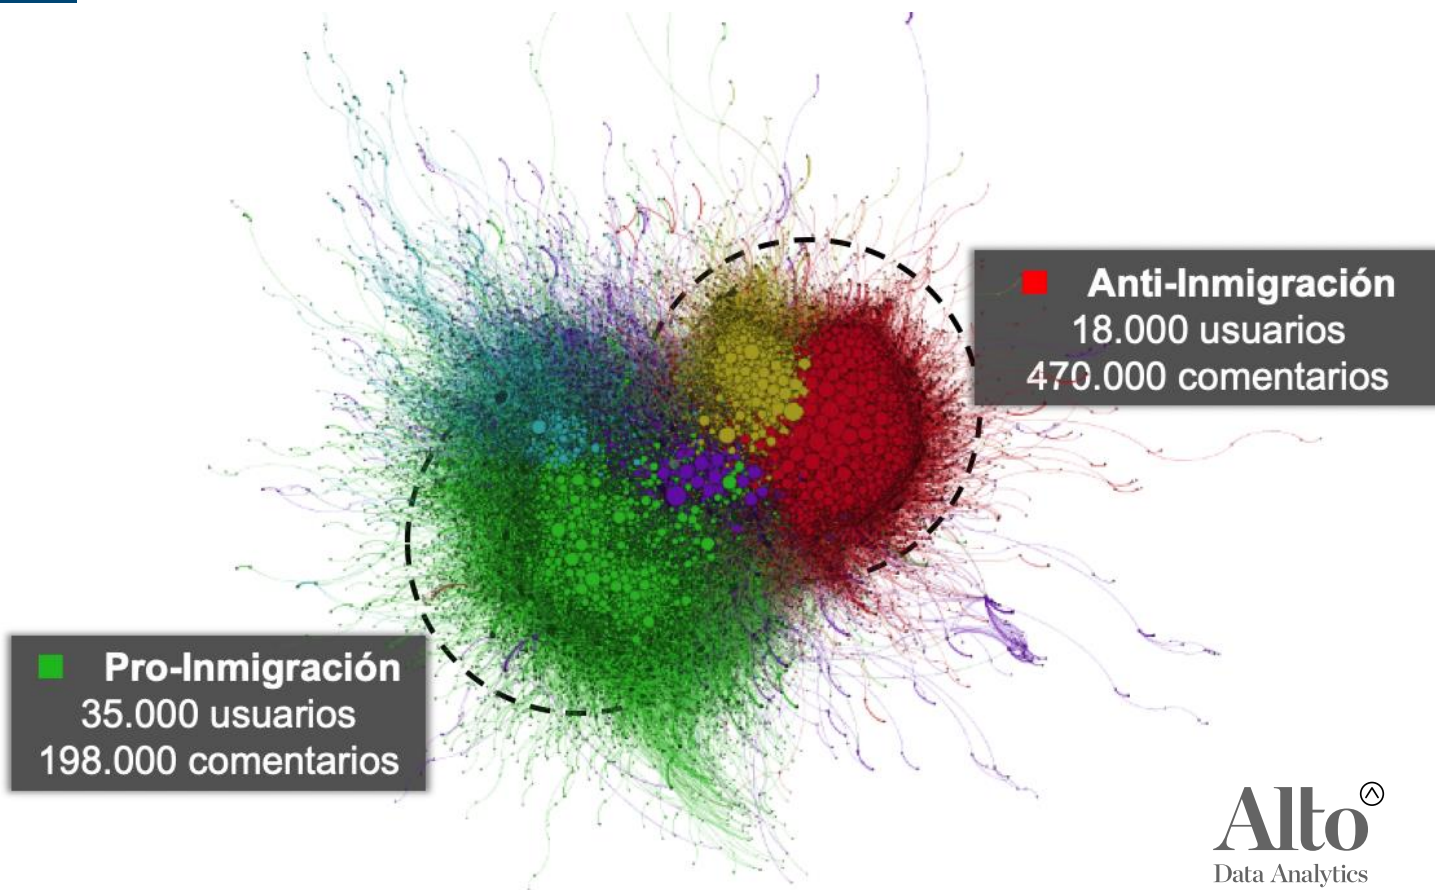 Anti-Inmigración
18.000 usuarios
470.000 comentarios
Pro-Inmigración
35.000 usuarios
198.000 comentarios
Alto
Data Analytics